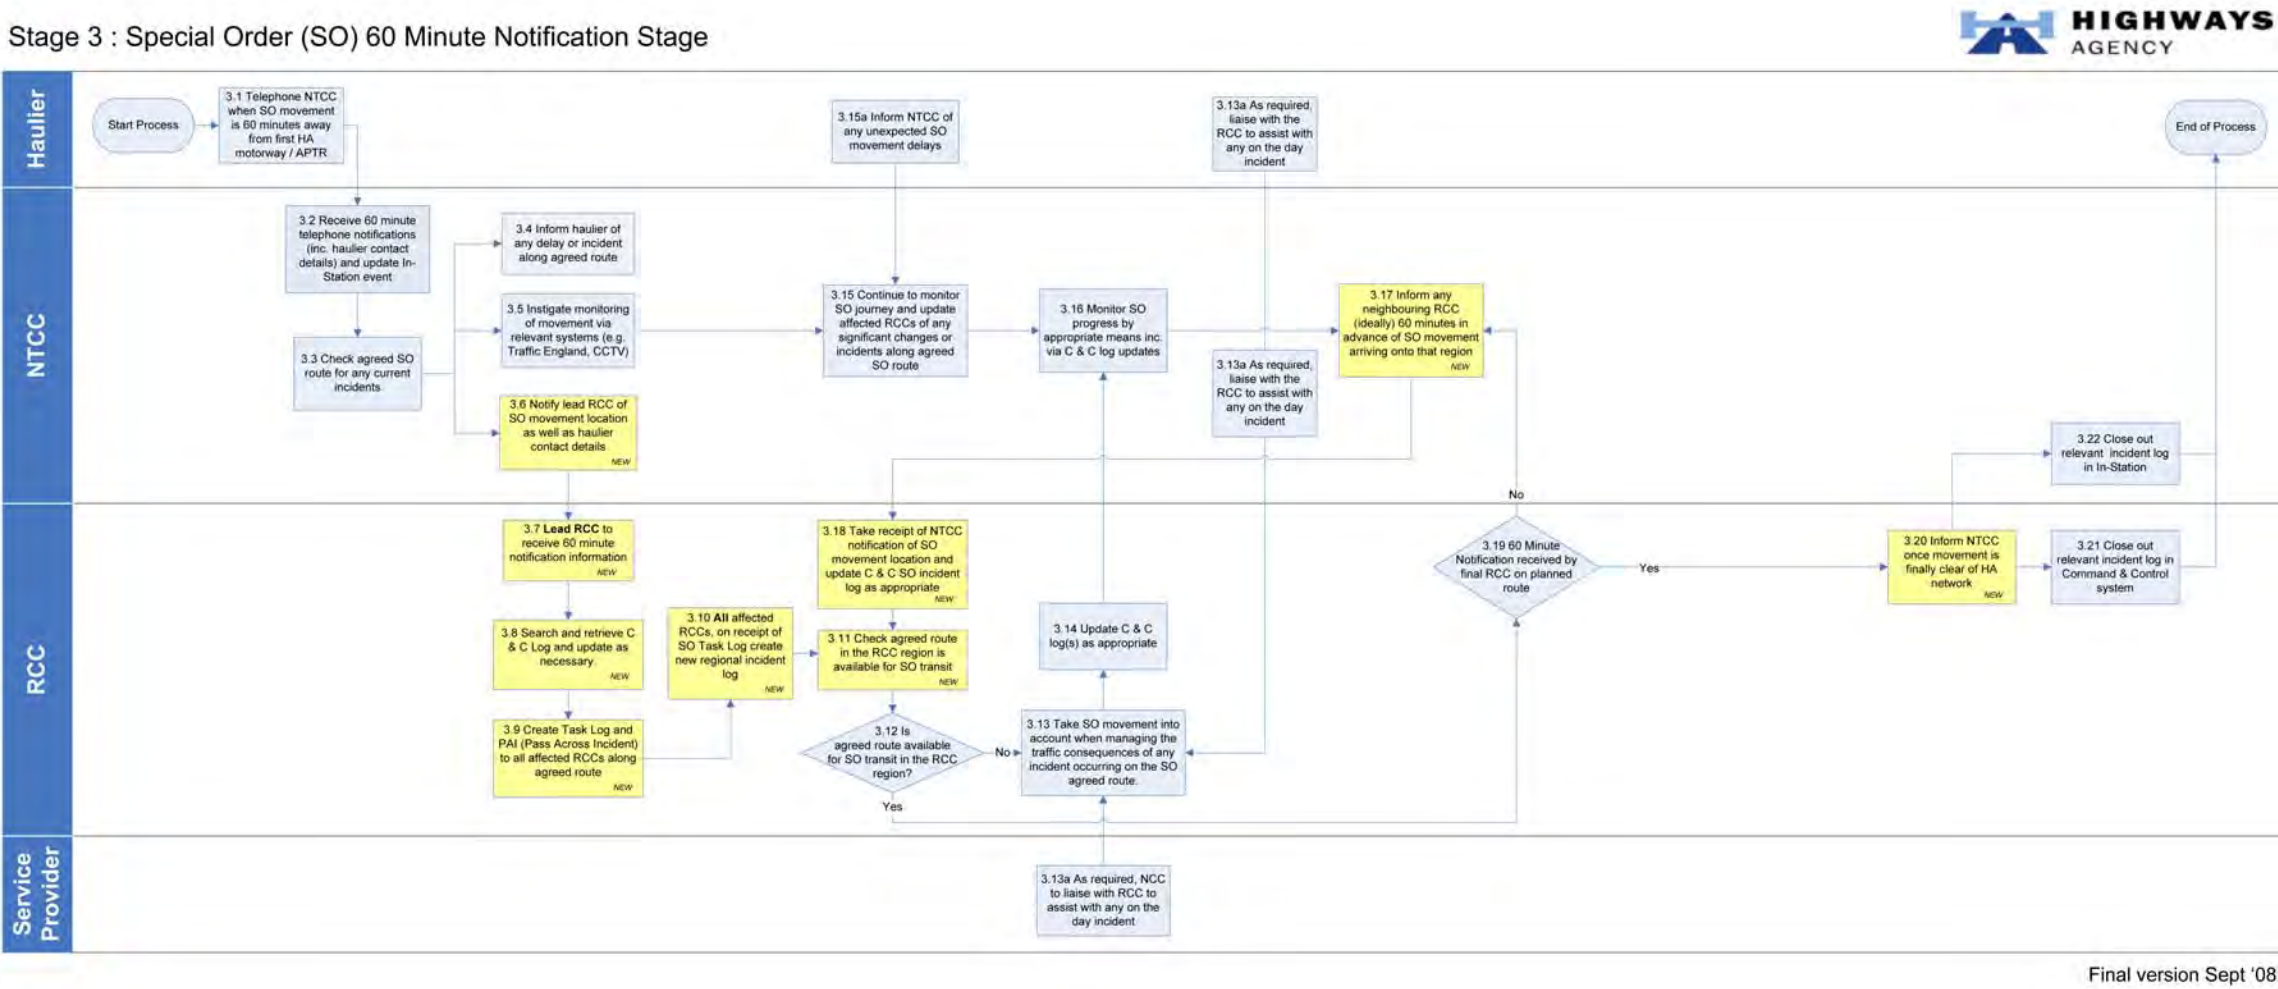 Stage 3 : Special Order (SO) 60 Minute Notification Stage
HIGHWAYS
AGENCY
Haulier
Start Process
3.1 Telephone NTCC
when SO movement
is 60 minutes away
from first HA
motorway / APTR
3.15a Inform NTCC of
any unexpected SO
movement delays
3.13a As required,
liaise with the
RCC to assist with
any on the day
incident
End of Process
NTCC
3.2 Receive 60 minute
telephone notifications
(inc. haulier contact
details) and update In-
Station event
3.3 Check agreed SO
route for any current
incidents
3.4 Inform haulier of
any delay or incident
along agreed route
3.5 Instigate monitoring
of movement via
relevant systems (e.g.
Traffic England, CCTV)
3.6 Notify lead RCC of
SO movement location
as well as haulier
contact details
NEW
3.15 Continue to monitor
SO journey and update
affected RCCs of any
significant changes or
incidents along agreed
SO route
3.16 Monitor SO
progress by
appropriate means inc.
via C & C log updates
3.13a As required,
liaise with the
RCC to assist with
any on the day
incident
3.17 Inform any
neighbouring RCC
(ideally) 60 minutes in
advance of SO movement
arriving onto that region
NEW
3.22 Close out
relevant incident log
in In-Station
No
RCC
3.7 Lead RCC to
receive 60 minute
notification information
NEW
3.8 Search and retrieve C
& C Log and update as
necessary
NEW
3.9 Create Task Log and
PAI (Pass Across Incident)
to all affected RCCs along
agreed route
NEW
3.10 All affected
RCCs, on receipt of
SO Task Log create
new regional incident
log
NEW
3.18 Take receipt of NTCC
notification of SO
movement location and
update C & C SO incident
log as appropriate
NEW
3.11 Check agreed route
in the RCC region is
available for SO transit
NEW
3.12 Is
agreed route available
for SO transit in the RCC
region?
No
Yes
3.13 Take SO movement into
account when managing the
traffic consequences of any
incident occurring on the SO
agreed route.
3.14 Update C & C
log(s) as appropriate
3.19 60 Minute
Notification received by
final RCC on planned
route
Yes
3.20 Inform NTCC
once movement is
finally clear of HA
network
NEW
3.21 Close out
relevant incident log in
Command & Control
system
Service
Provider
3.13a As required, NCC
to liaise with RCC to
assist with any on the
day incident
Final version Sept '08